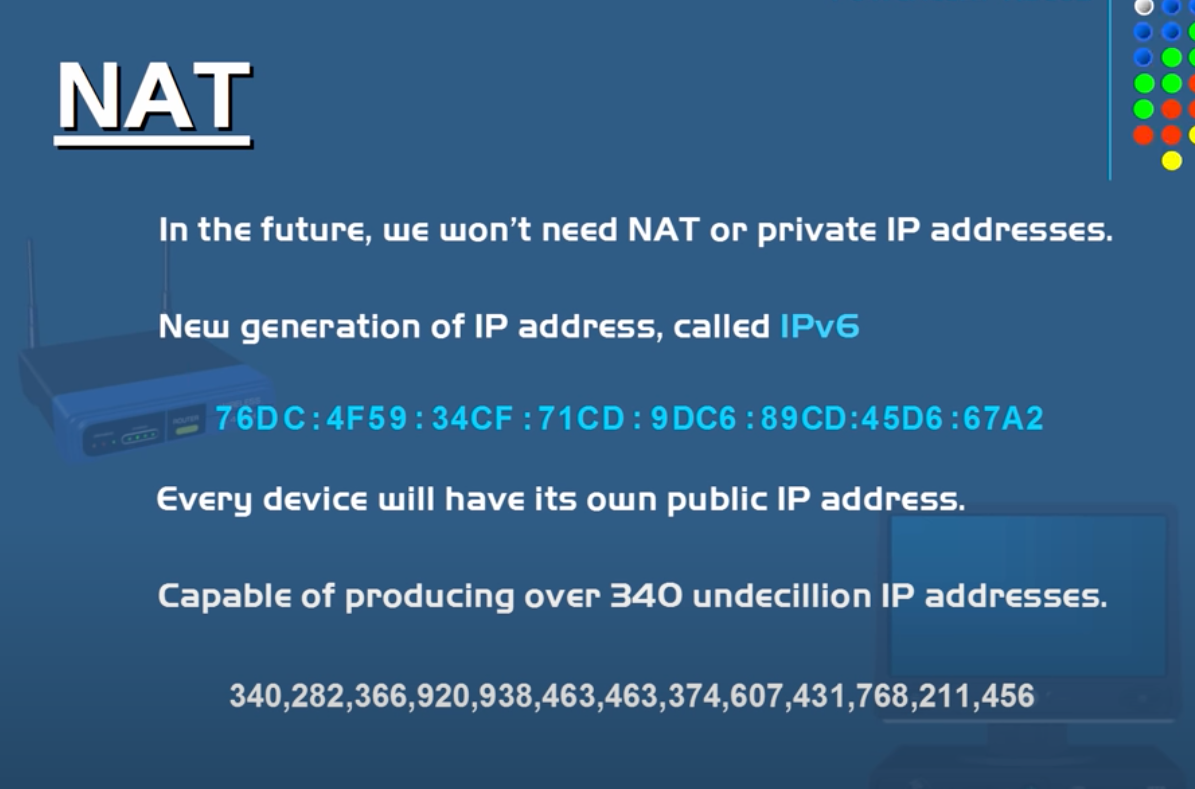 NAT
In the future, we won't need NAT or private IP addresses.
New generation of IP address, called IPv6
76DC:4F59:34CF:71CD:9DC6:89CD:45D6:67A2
Every device will have its own public IP address.
Capable of producing over 340 undecillion IP addresses.
340,282,366,920,938,463,463,374,607,431,768,211,456